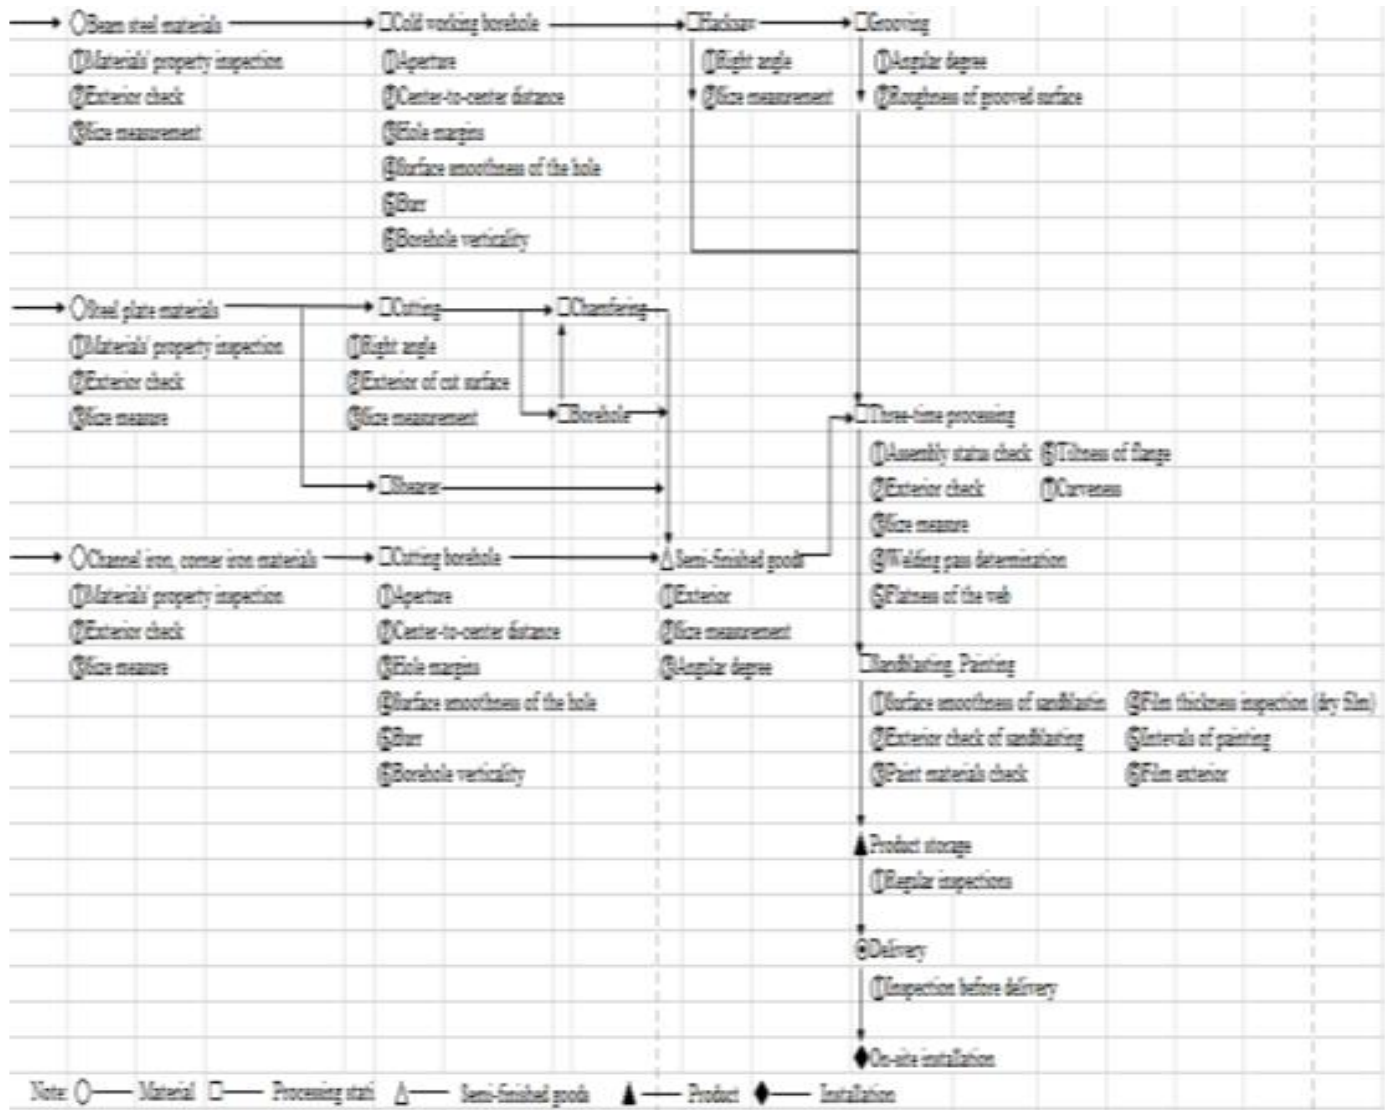 Beam steel materials
①Materials' property inspection
②Exterior check
③Size measurement
Cold working borehole
①Aperture
②Center-to-center distance
③Hole margins
④Surface smoothness of the hole
⑤Burr
⑥Borehole verticality
Hacksaw
①Right angle
②Size measurement
Grooving
①Angular degree
②Roughness of grooved surface
Steel plate materials
①Materials' property inspection
②Exterior check
③Size measure
Cutting
①Right angle
②Exterior of cut surface
③Size measurement
Chamfering
Borehole
Shearer
Channel iron, corner iron materials
①Materials' property inspection
②Exterior check
③Size measure
Cutting borehole
①Aperture
②Center-to-center distance
③Hole margins
④Surface smoothness of the hole
⑤Burr
⑥Borehole verticality
Semi-finished goods
①Exterior
②Size measurement
③Angular degree
Three-time processing
①Assembly status check ⑥Tiltness of flange
②Exterior check ⑦Curveness
③Size measure
④Welding pass determination
⑤Flatness of the web
Sandblasting, Painting
①Surface smoothness of sandblastin ④Film thickness inspection (dry film)
②Exterior check of sandblasting ⑤Intevals of painting
③Paint materials check ⑥Film exterior
Product storage
①Regular inspections
Delivery
①Inspection before delivery
On-site installation
Note: Material Processing stati Semi-finished goods Product Installation